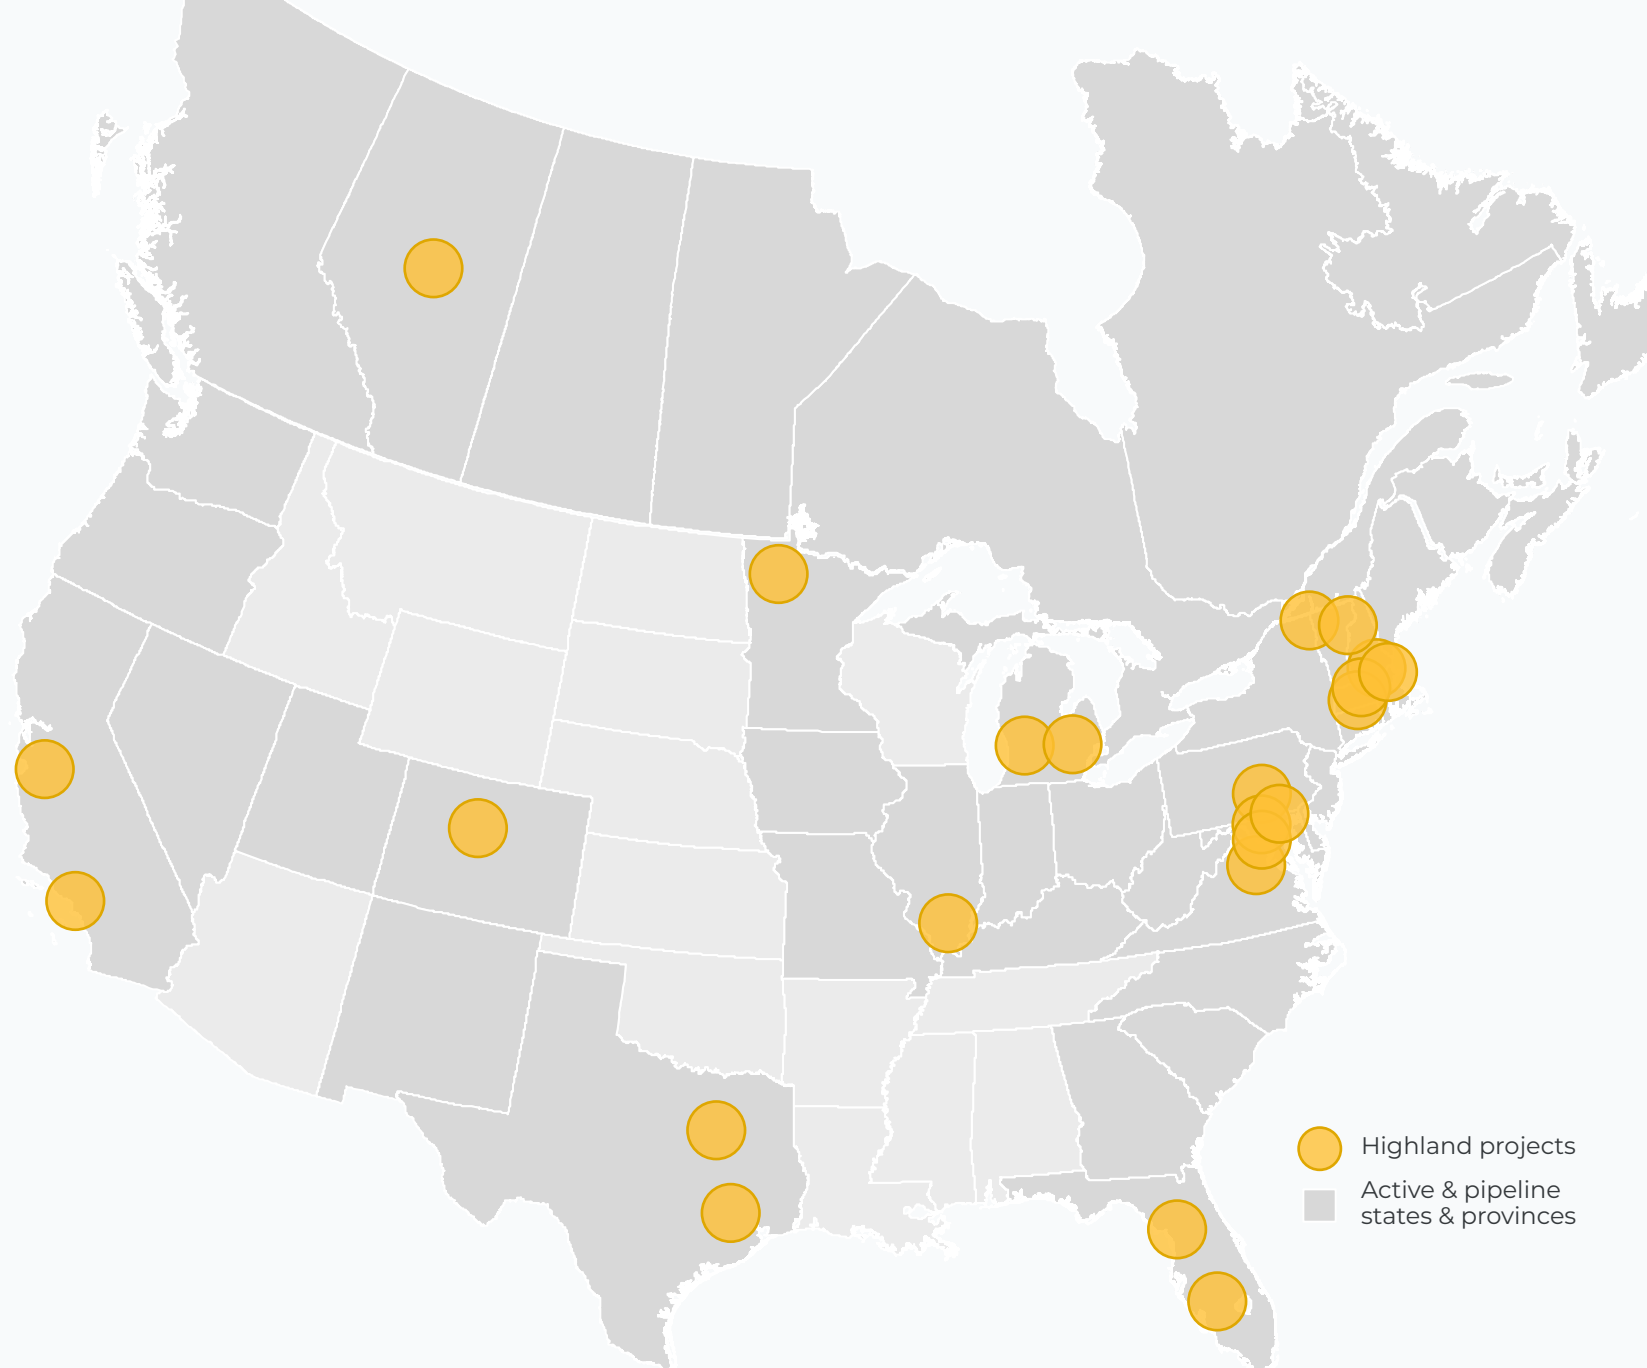 Highland projects
Active & pipeline
states & provinces